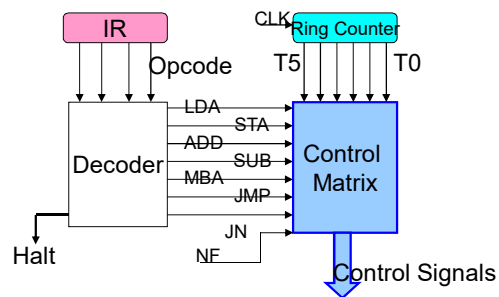 IR
CLK
Ring Counter
Opcode
T5
T0
LDA
STA
ADD
Decoder
SUB
Control
Matrix
MBA
JMP
JN
NF
Halt
Control Signals